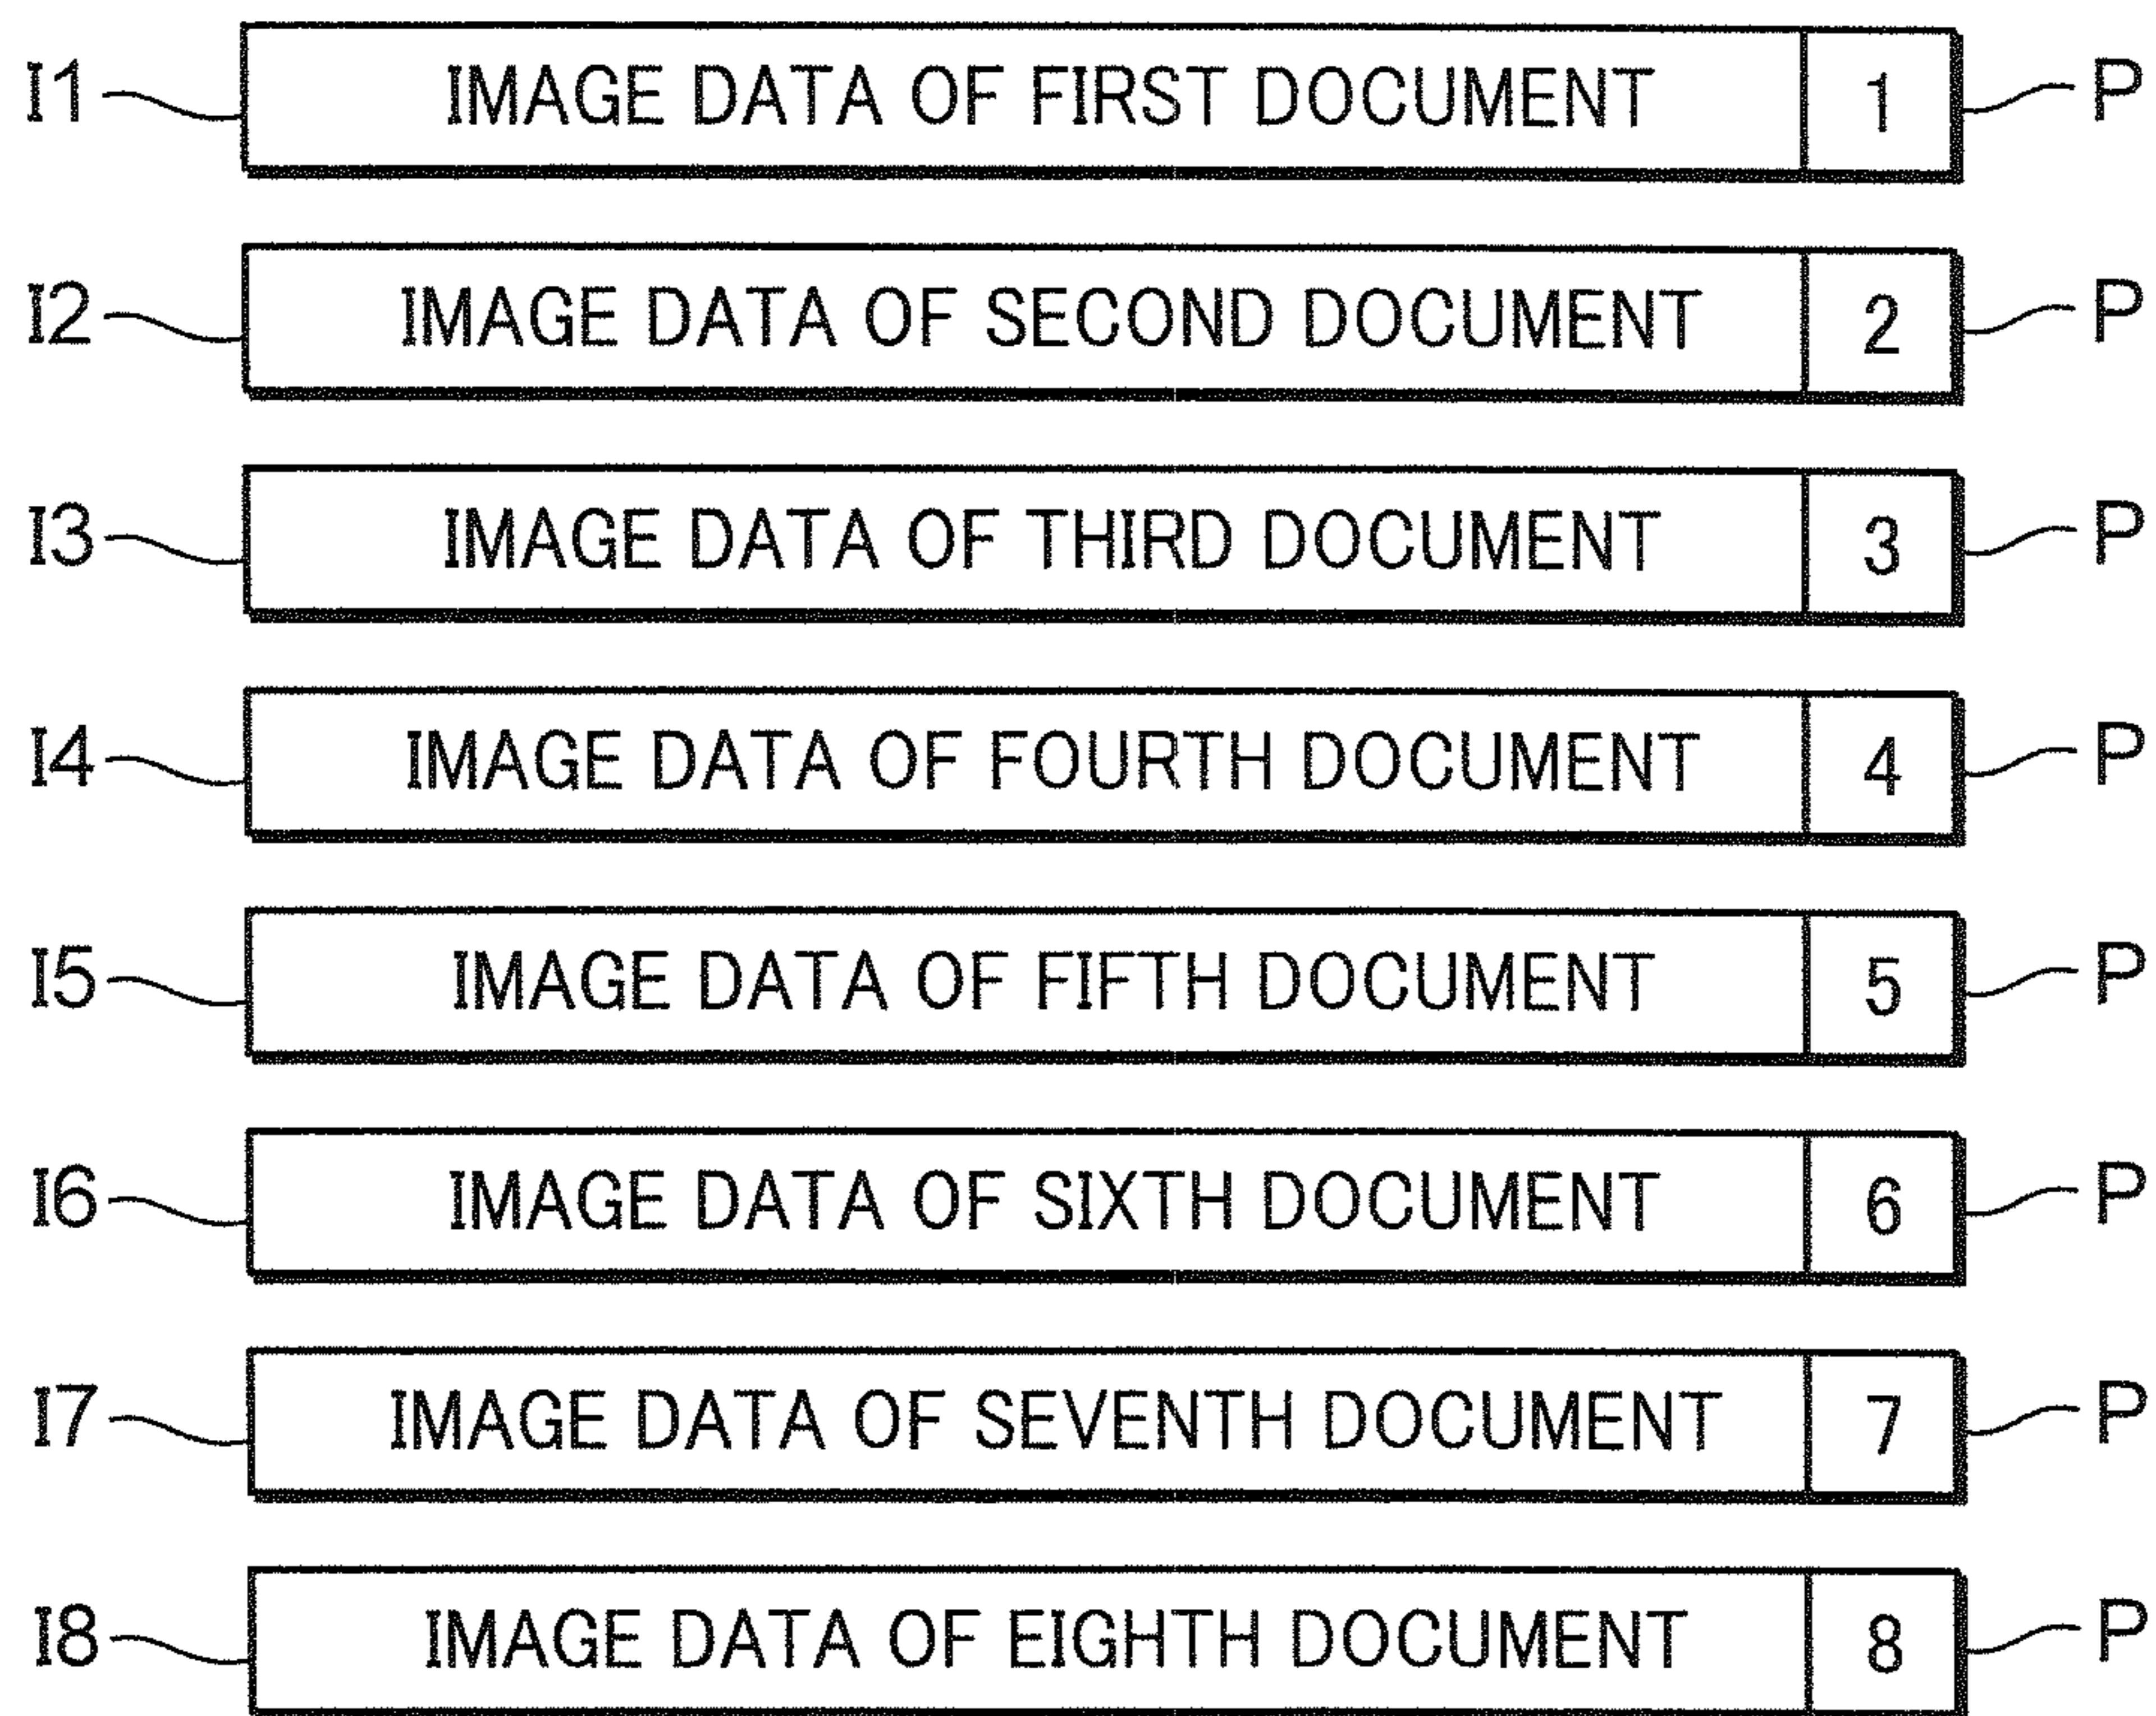 I1 IMAGE DATA OF FIRST DOCUMENT 1 P
I2 IMAGE DATA OF SECOND DOCUMENT 2 P
I3 IMAGE DATA OF THIRD DOCUMENT 3 P
I4 IMAGE DATA OF FOURTH DOCUMENT 4 P
I5 IMAGE DATA OF FIFTH DOCUMENT 5 P
I6 IMAGE DATA OF SIXTH DOCUMENT 6 P
I7 IMAGE DATA OF SEVENTH DOCUMENT 7 P
I8 IMAGE DATA OF EIGHTH DOCUMENT 8 P